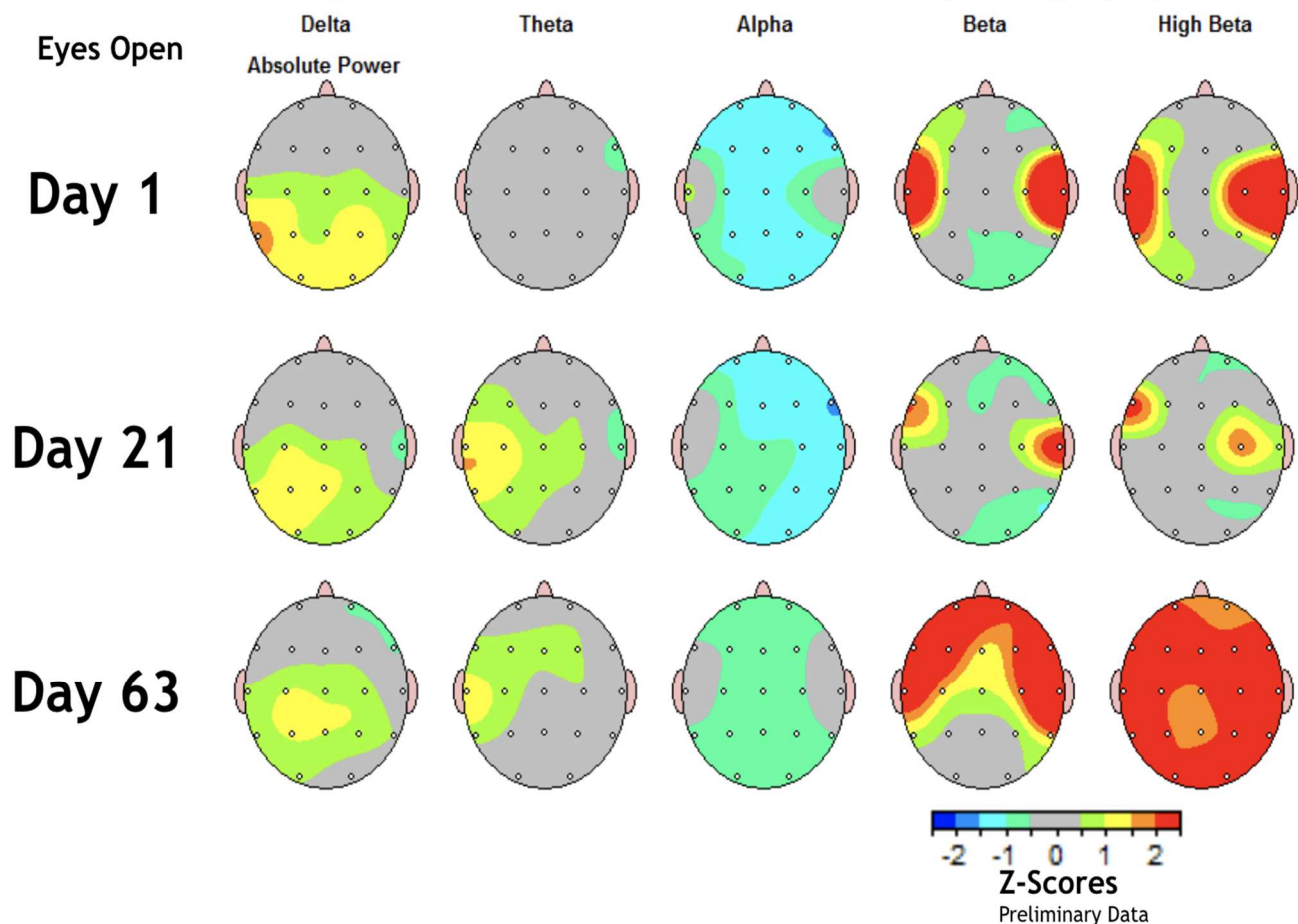 Delta Theta Alpha Beta High Beta
Eyes Open
Absolute Power
Day 1
Day 21
Day 63
-2 -1 0 1 2
Z-Scores
Preliminary Data